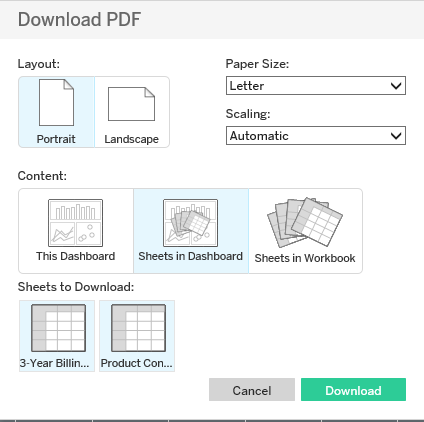 Download PDF
Layout:
Portrait
Landscape
Paper Size:
Letter
Scaling:
Automatic
Content:
This Dashboard
Sheets in Dashboard
Sheets in Workbook
Sheets to Download:
3-Year Billin...
Product Con...
Cancel
Download